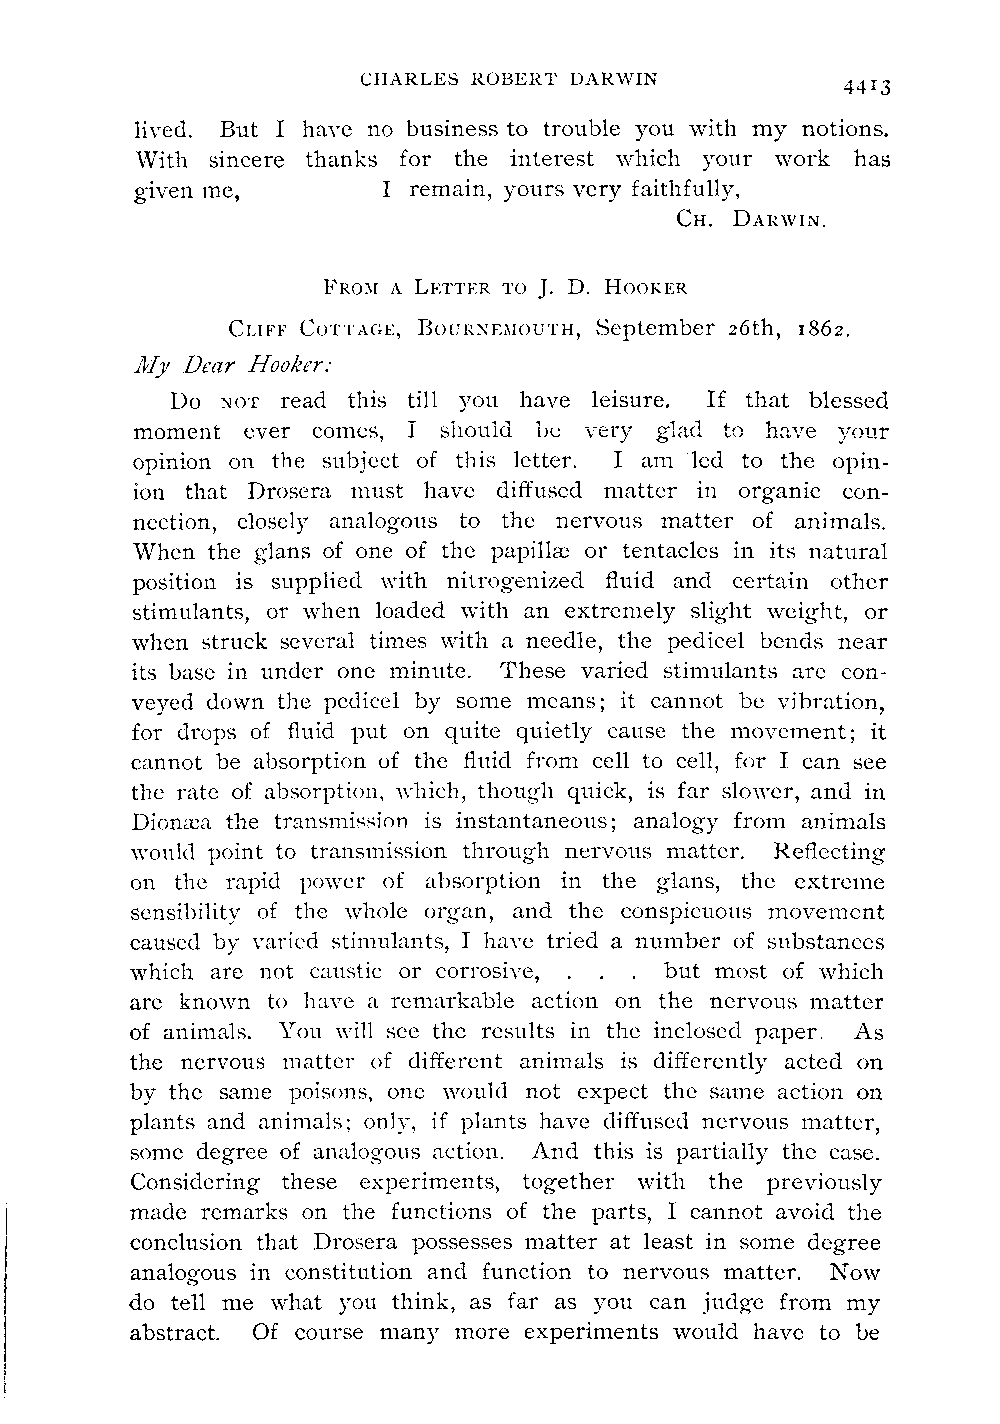 CHARLES ROBERT DARWIN 4413
lived. But I have no business to trouble you with my notions.
With sincere thanks for the interest which your work has
given me, I remain, yours very faithfully,
CH. DARWIN.
FROM A LETTER TO J. D. HOOKER
CLIFF COTTAGE, BOURNEMOUTH, September 26th, 1862.
My Dear Hooker:
Do NOT read this till you have leisure. If that blessed
moment ever comes, I should be very glad to have your
opinion on the subject of this letter. I am led to the opin-
ion that Drosera must have diffused matter in organic con-
nection, closely analogous to the nervous matter of animals.
When the glans of one of the papillæ or tentacles in its natural
position is supplied with nitrogenized fluid and certain other
stimulants, or when loaded with an extremely slight weight, or
when struck several times with a needle, the pedicel bends near
its base in under one minute. These varied stimulants are con-
veyed down the pedicel by some means; it cannot be vibration,
for drops of fluid put on quite quietly cause the movement; it
cannot be absorption of the fluid from cell to cell, for I can see
the rate of absorption, which, though quick, is far slower, and in
Dionæa the transmission is instantaneous; analogy from animals
would point to transmission through nervous matter. Reflecting
on the rapid power of absorption in the glans, the extreme
sensibility of the whole organ, and the conspicuous movement
caused by varied stimulants, I have tried a number of substances
which are not caustic or corrosive, . . . but most of which
are known to have a remarkable action on the nervous matter
of animals. You will see the results in the inclosed paper. As
the nervous matter of different animals is differently acted on
by the same poisons, one would not expect the same action on
plants and animals; only, if plants have diffused nervous matter,
some degree of analogous action. And this is partially the case.
Considering these experiments, together with the previously
made remarks on the functions of the parts, I cannot avoid the
conclusion that Drosera possesses matter at least in some degree
analogous in constitution and function to nervous matter. Now
do tell me what you think, as far as you can judge from my
abstract. Of course many more experiments would have to be